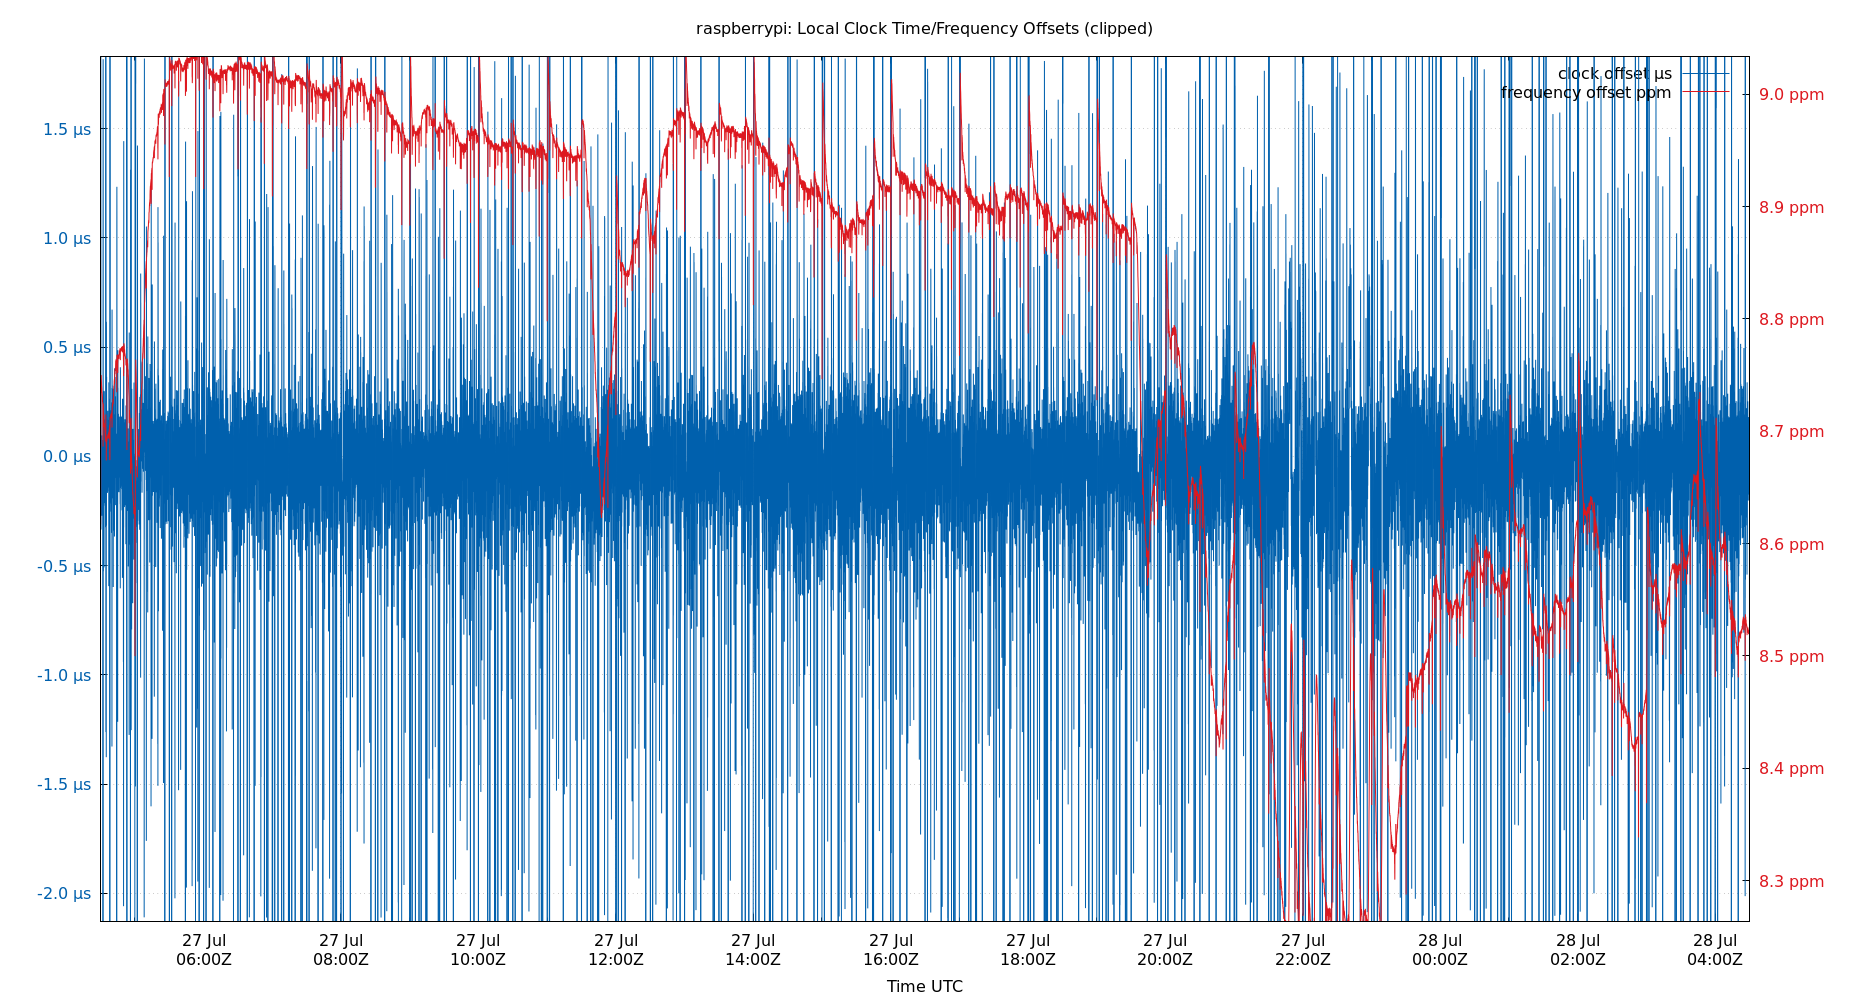 raspberrypi: Local Clock Time/Frequency Offsets (clipped)
clock offset µs
frequency offset ppm
1.5 µs
1.0 µs
0.5 µs
0.0 µs
-0.5 µs
-1.0 µs
-1.5 µs
-2.0 µs
9.0 ppm
8.9 ppm
8.8 ppm
8.7 ppm
8.6 ppm
8.5 ppm
8.4 ppm
8.3 ppm
27 Jul 27 Jul 27 Jul 27 Jul 27 Jul 27 Jul 27 Jul 27 Jul 27 Jul 28 Jul 28 Jul 28 Jul
06:00Z 08:00Z 10:00Z 12:00Z 14:00Z 16:00Z 18:00Z 20:00Z 22:00Z 00:00Z 02:00Z 04:00Z
Time UTC